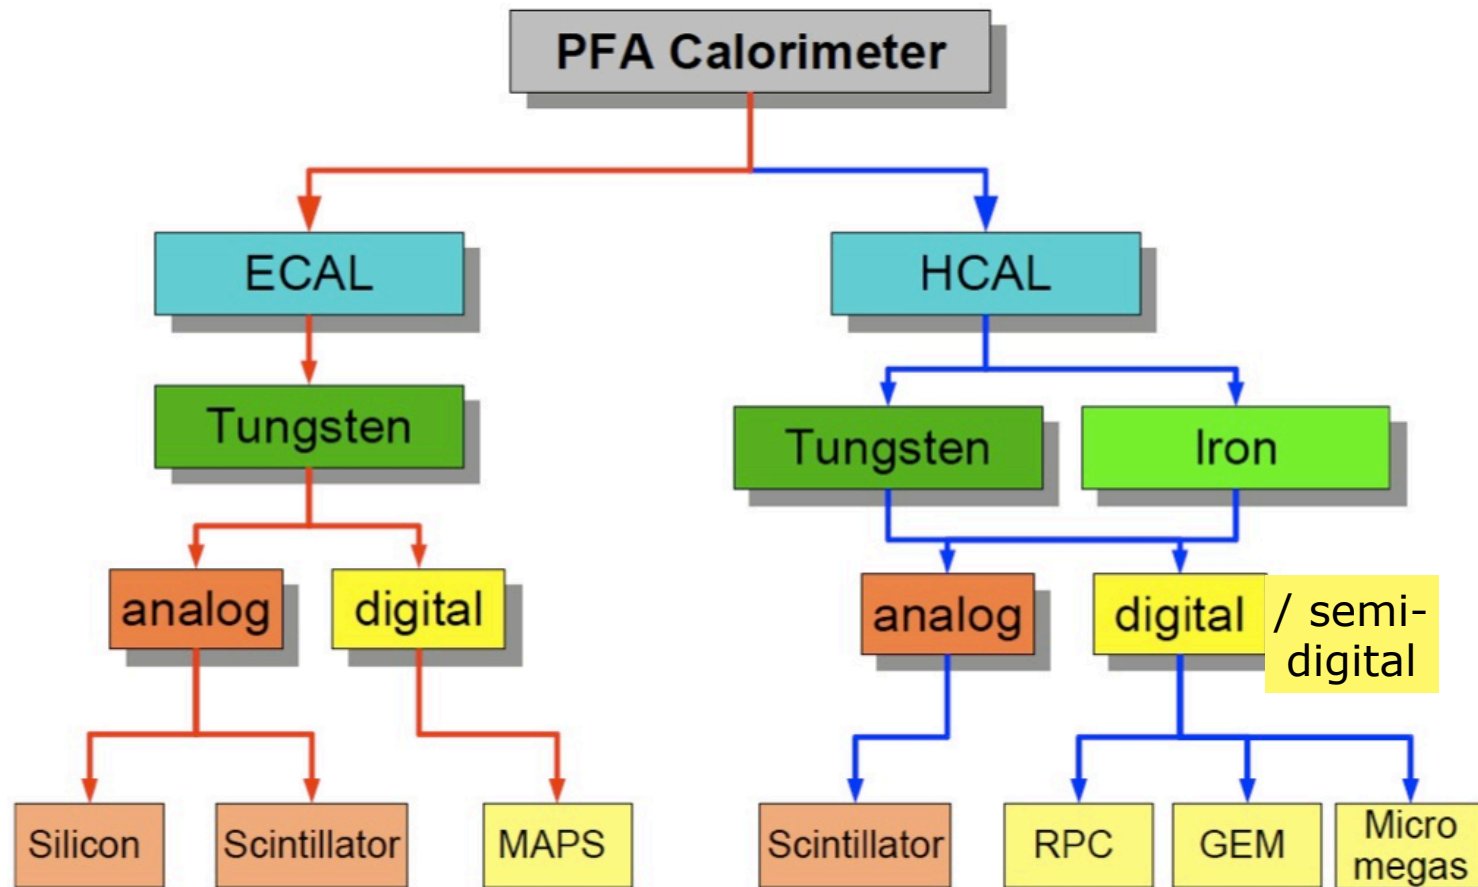 PFA Calorimeter
ECAL
HCAL
Tungsten
Tungsten
Iron
analog
digital
analog
digital
/ semi-
digital
Silicon
Scintillator
MAPS
Scintillator
RPC
GEM
Micro
megas